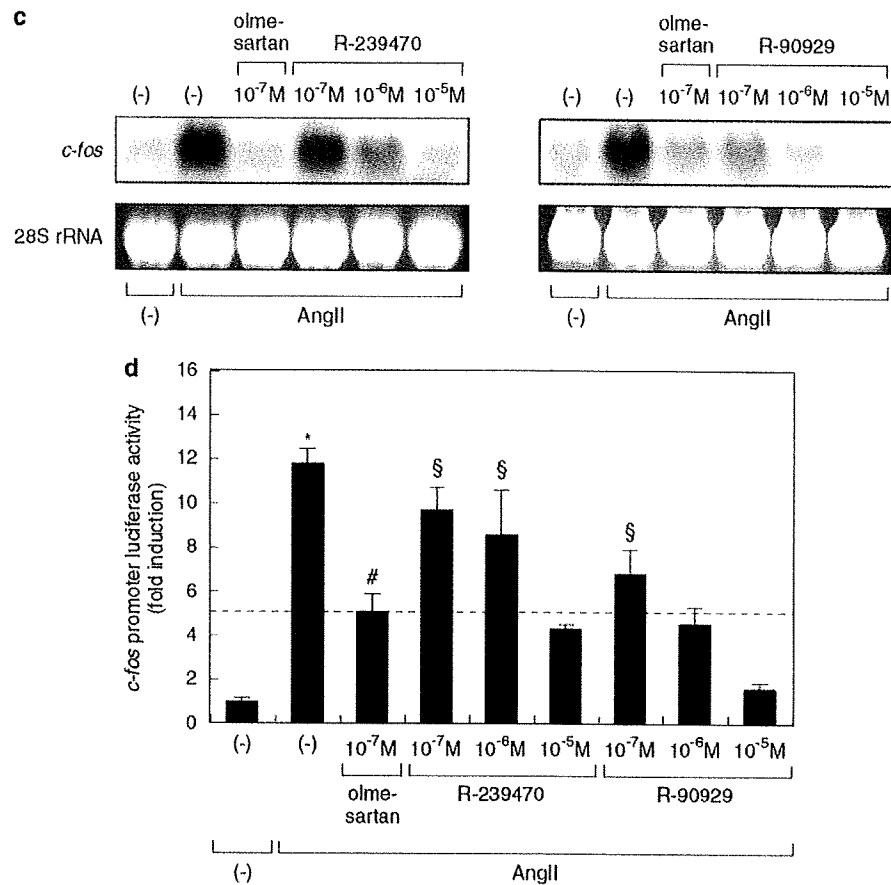 c
olme-
sartan
R-239470
(-) (-) 10⁻⁷M 10⁻⁷M 10⁻⁶M 10⁻⁵M
c-fos
28S rRNA
(-) AngII
olme-
sartan
R-90929
(-) (-) 10⁻⁷M 10⁻⁷M 10⁻⁶M 10⁻⁵M
(-) AngII
d
c-fos promoter luciferase activity
(fold induction)
16
14
12
10
8
6
4
2
0
*
#
§ §
§
(-) (-) 10⁻⁷M 10⁻⁷M 10⁻⁶M 10⁻⁵M 10⁻⁷M 10⁻⁶M 10⁻⁵M
olme-
sartan
R-239470 R-90929
(-) AngII